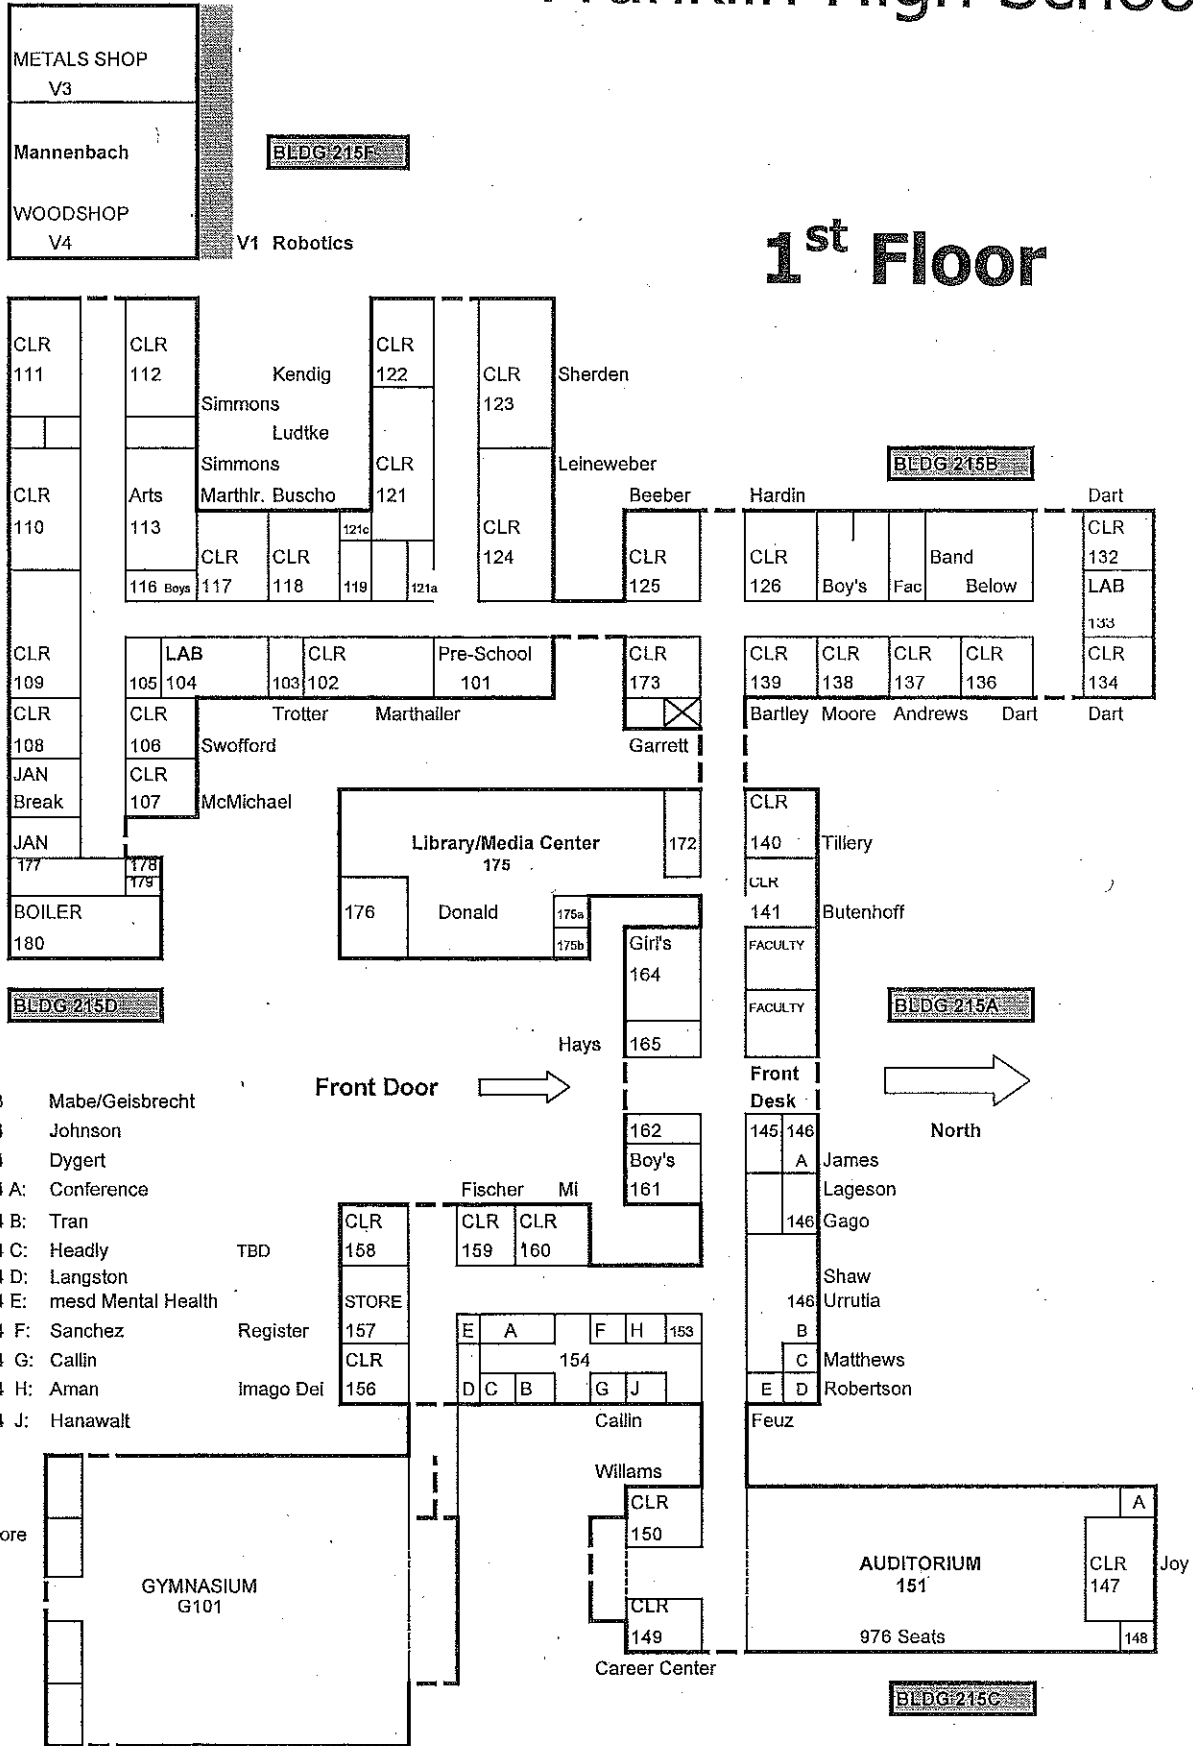 Franklin High School
METALS SHOP
V3
Mannenbach
BLDG 215F
WOODSHOP
V4
V1 Robotics
1st Floor
CLR
111
CLR
112
Kendig
CLR
122
CLR
123
Sherden
Simmons
Ludtke
Simmons
CLR
121
Leineweber
BLDG 215B
CLR
110
Arts
113
Marthlr. Buscho
121c
CLR
124
Beeber
Hardin
Dart
CLR
132
CLR
117
CLR
118
119
121a
CLR
125
CLR
126
Boy's
Fac
Band
Below
LAB
133
116 Boys
CLR
109
105
LAB
104
103
CLR
102
Pre-School
101
CLR
173
CLR
139
CLR
138
CLR
137
CLR
136
CLR
134
CLR
108
CLR
106
Swofford
Trotter
Marthaller
Garrett
Bartley Moore Andrews Dart Dart
JAN
Break
CLR
107
McMichael
JAN
177
178
179
BOILER
180
Library/Media Center
175
172
176
Donald
175a
175b
CLR
140
Tillery
CLR
141
Butenhoff
Girl's
164
FACULTY
FACULTY
BLDG 215D
BLDG 215A
Hays
165
Front Door
Front
Desk
North
Mabe/Geisbrecht
Johnson
Dygert
A: Conference
B: Tran
C: Headly
D: Langston
E: mesd Mental Health
F: Sanchez
G: Callin
H: Aman
J: Hanawalt
162
Boy's
161
145
146
A
James
Lageson
146
Gago
Shaw
146
Urrutia
B
C
Matthews
E
D
Robertson
Fischer Mi
CLR
158
CLR
159
CLR
160
TBD
STORE
157
Register
CLR
156
Imago Dei
E
A
F
H
153
154
D
C
B
G
J
Callin
Feuz
Willams
CLR
150
A
ore
GYMNASIUM
G101
AUDITORIUM
151
976 Seats
CLR
147
Joy
148
CLR
149
Career Center
BLDG 215C